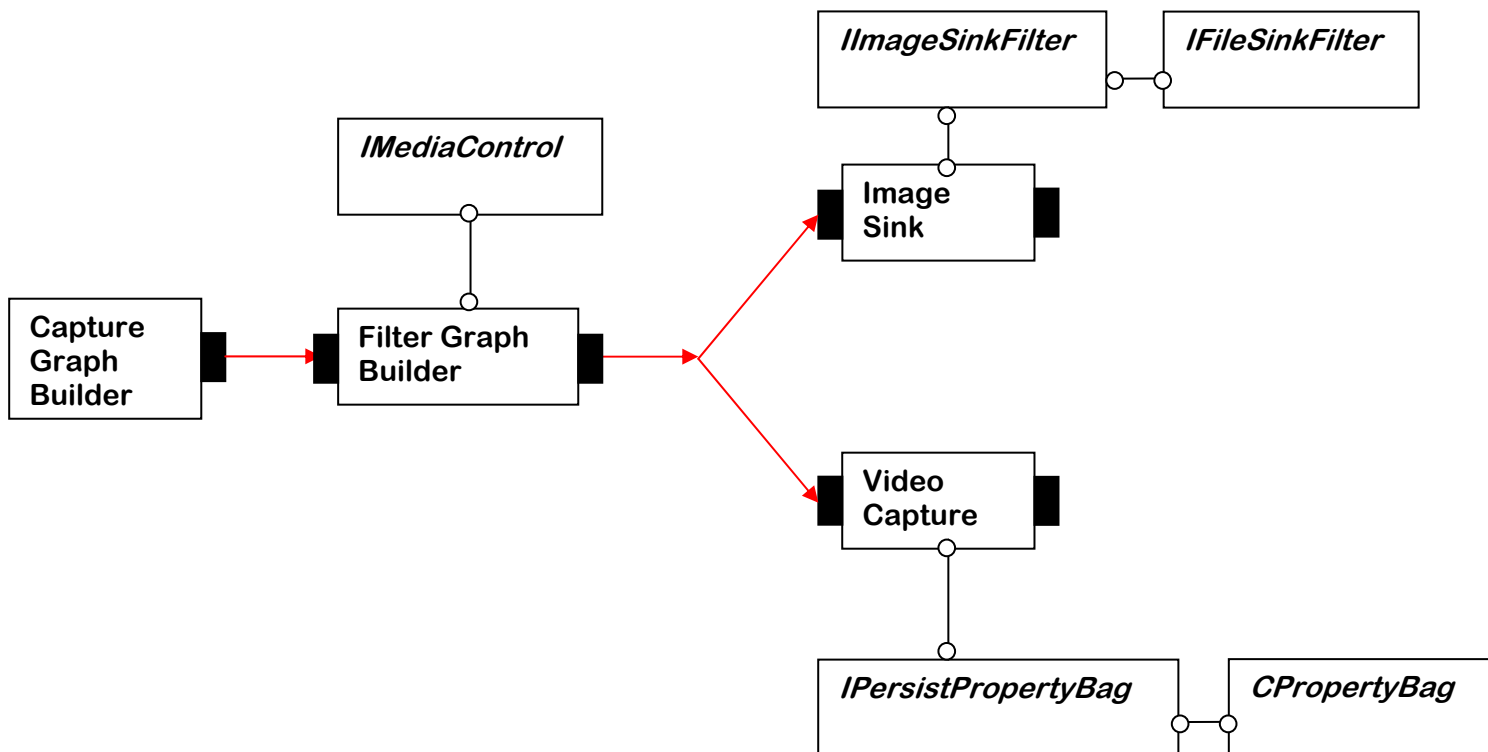 IImageSinkFilter
IFileSinkFilter
IMediaControl
Image
Sink
Capture
Graph
Builder
Filter Graph
Builder
Video
Capture
IPersistPropertyBag
CPropertyBag